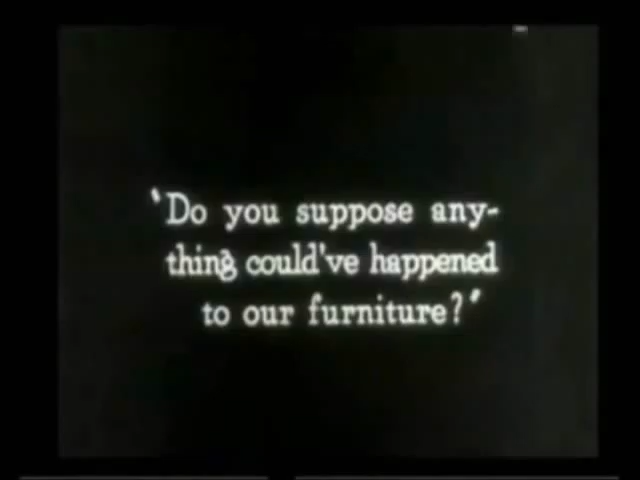 "Do you suppose any-
thing could've happened
to our furniture?"